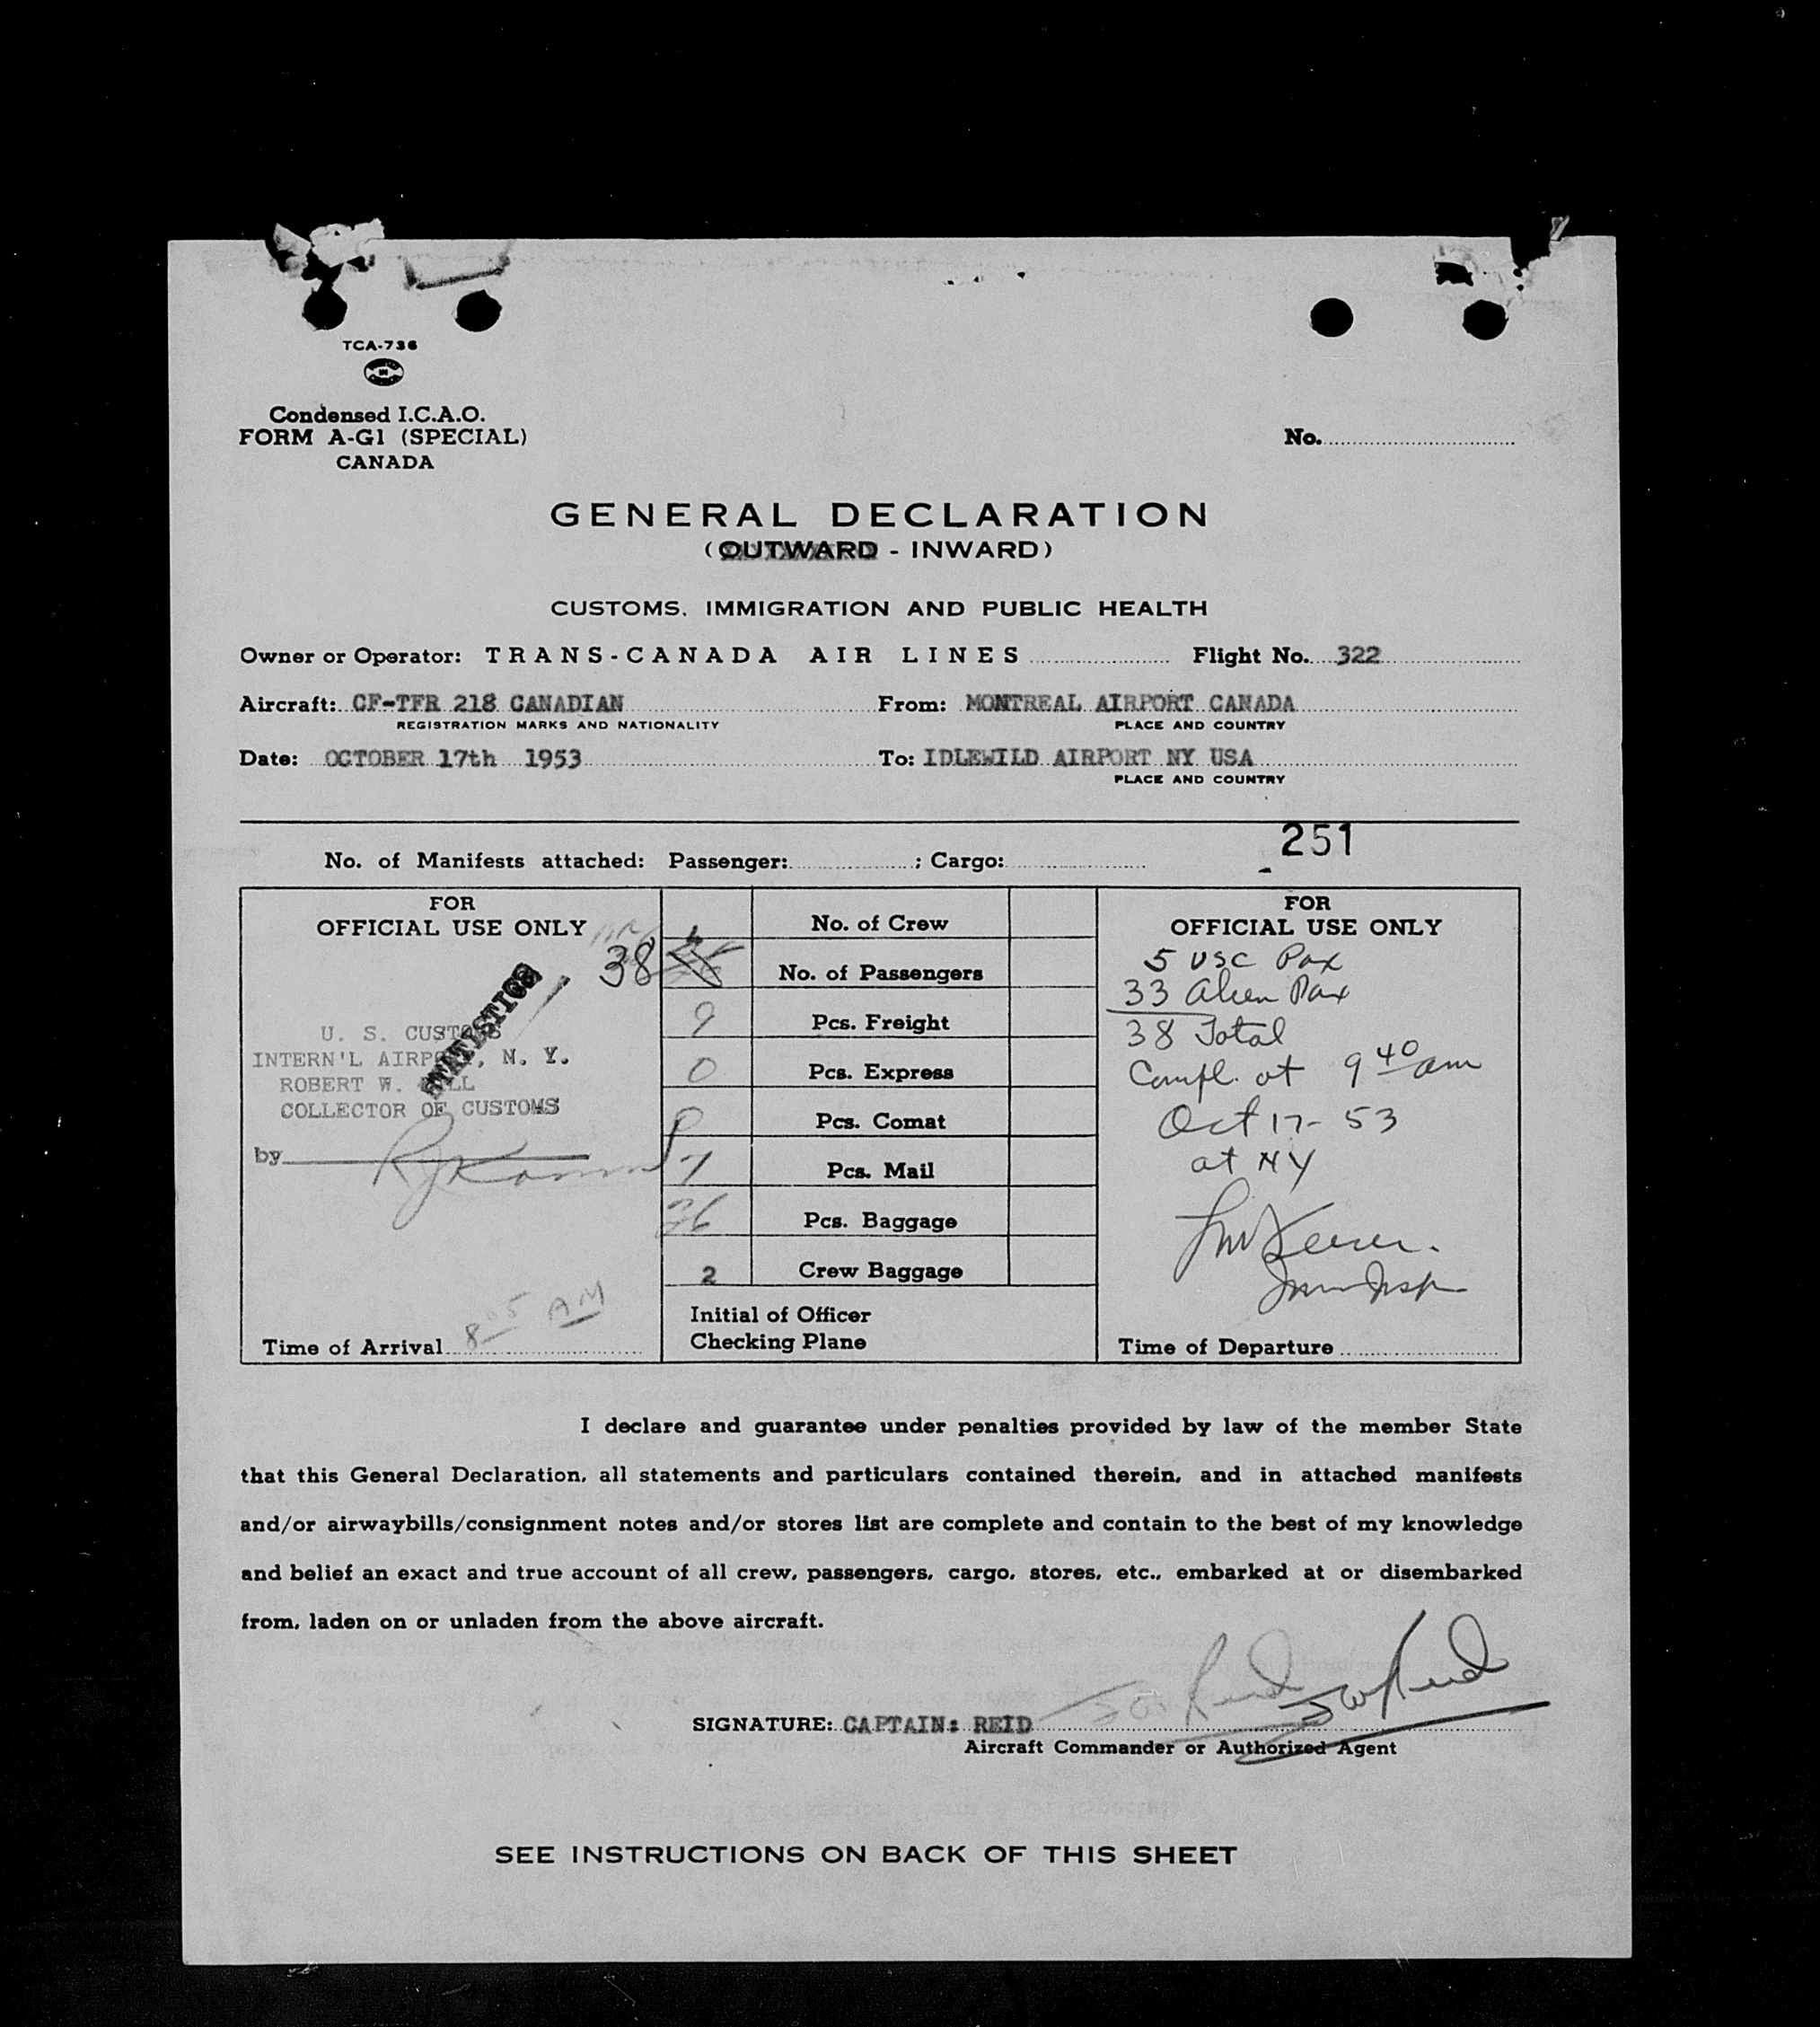 TCA-736
Condensed I.C.A.O.
FORM A-G1 (SPECIAL)
CANADA
No.
GENERAL DECLARATION
(OUTWARD - INWARD)
CUSTOMS, IMMIGRATION AND PUBLIC HEALTH
Owner or Operator: TRANS-CANADA AIR LINES Flight No. 322
Aircraft: CF-TFR 218 CANADIAN From: MONTREAL AIRPORT CANADA
REGISTRATION MARKS AND NATIONALITY PLACE AND COUNTRY
Date: OCTOBER 17th 1953 To: IDLEWILD AIRPORT NY USA
PLACE AND COUNTRY
251
No. of Manifests attached: Passenger: ; Cargo:
FOR
OFFICIAL USE ONLY
38
STATISTICS
U. S. CUSTOMS
INTERN'L AIRPORT, N. Y.
ROBERT W.
COLLECTOR OF CUSTOMS
by
Time of Arrival 8 05 AM
No. of Crew
No. of Passengers
9 Pcs. Freight
0 Pcs. Express
0 Pcs. Comat
7 Pcs. Mail
36 Pcs. Baggage
2 Crew Baggage
Initial of Officer
Checking Plane
FOR
OFFICIAL USE ONLY
5 USC Pax
33 Alien Pax
38 Total
Compl. at 9 40 am
Oct 17- 53
at NY
Imm Insp
Time of Departure
I declare and guarantee under penalties provided by law of the member State
that this General Declaration, all statements and particulars contained therein, and in attached manifests
and/or airwaybills/consignment notes and/or stores list are complete and contain to the best of my knowledge
and belief an exact and true account of all crew, passengers, cargo, stores, etc., embarked at or disembarked
from, laden on or unladen from the above aircraft.
SIGNATURE: CAPTAIN: REID
Aircraft Commander or Authorized Agent
SEE INSTRUCTIONS ON BACK OF THIS SHEET